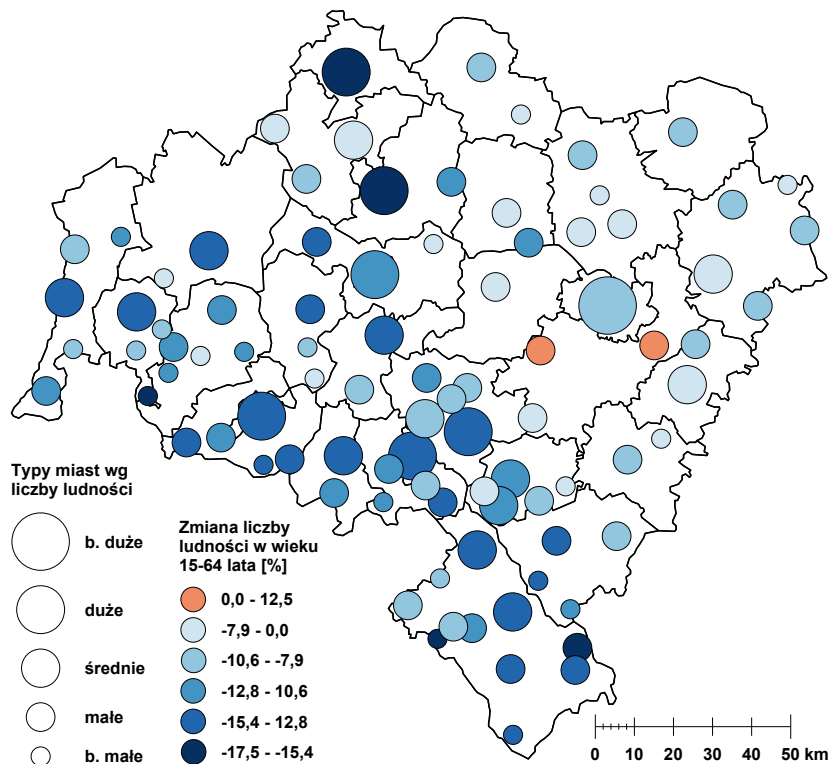 Typy miast wg
liczby ludności
b. duże
duże
średnie
małe
b. małe
Zmiana liczby
ludności w wieku
15-64 lata [%]
0,0 - 12,5
-7,9 - 0,0
-10,6 - -7,9
-12,8 - 10,6
-15,4 - 12,8
-17,5 - -15,4
0 10 20 30 40 50 km